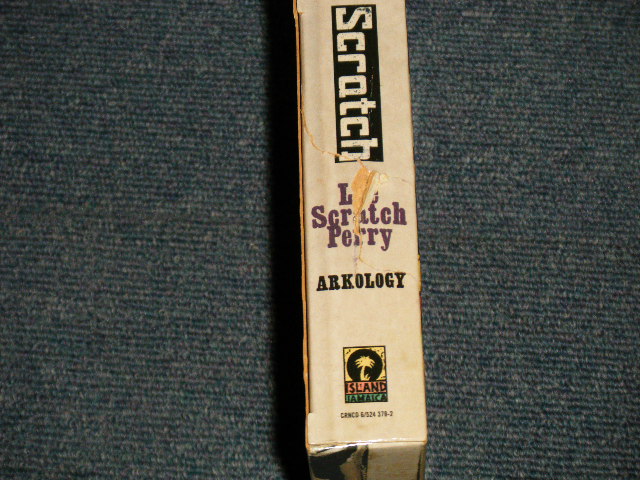 Scratch
Lee
Scratch
Perry
ARKOLOGY
ISLAND
JAMAICA
CRNCD 6/524 379-2